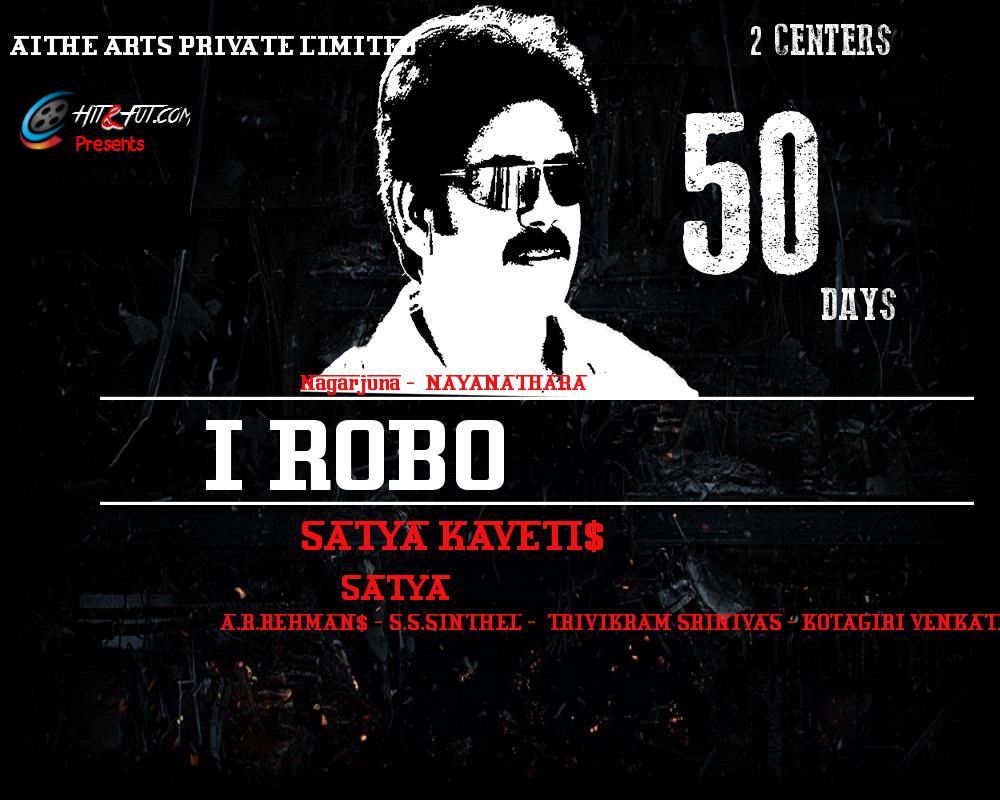 AITHE ARTS PRIVATE LIMITED
2 CENTERS
HIT&FUT.COM
Presents
50
DAYS
Nagarjuna - NAYANATHARA
I ROBO
SATYA KAVETI$
SATYA
A.R.REHMAN$ - S.S.SINTHEL - TRIVIKRAM SRINIVAS - KOTAGIRI VENKAT